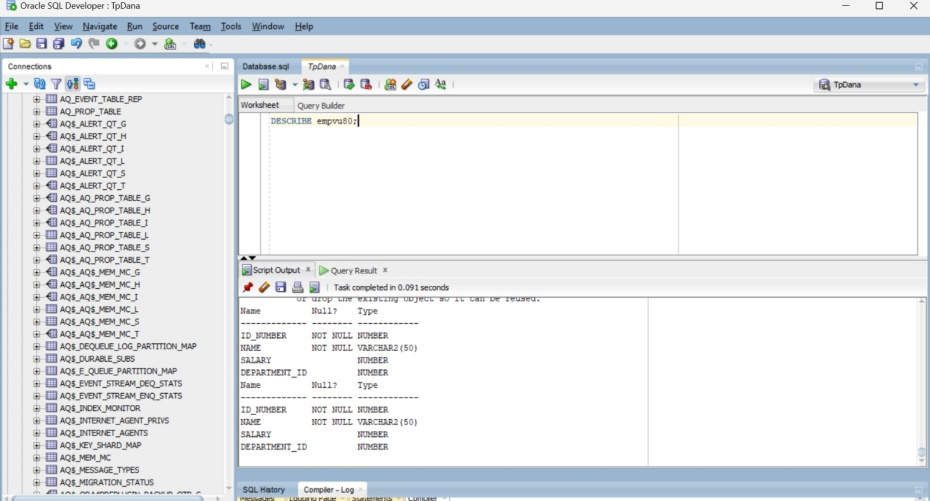 Oracle SQL Developer : TpDana
File Edit View Navigate Run Source Team Tools Window Help
Connections
AQ_EVENT_TABLE_REP
AQ_PROP_TABLE
AQ$_ALERT_QT_G
AQ$_ALERT_QT_H
AQ$_ALERT_QT_I
AQ$_ALERT_QT_L
AQ$_ALERT_QT_S
AQ$_ALERT_QT_T
AQ$_AQ_PROP_TABLE_G
AQ$_AQ_PROP_TABLE_H
AQ$_AQ_PROP_TABLE_I
AQ$_AQ_PROP_TABLE_L
AQ$_AQ_PROP_TABLE_S
AQ$_AQ_PROP_TABLE_T
AQ$_AQ$_MEM_MC_G
AQ$_AQ$_MEM_MC_H
AQ$_AQ$_MEM_MC_I
AQ$_AQ$_MEM_MC_L
AQ$_AQ$_MEM_MC_S
AQ$_AQ$_MEM_MC_T
AQ$_DEQUEUE_LOG_PARTITION_MAP
AQ$_DURABLE_SUBS
AQ$_E_QUEUE_PARTITION_MAP
AQ$_EVENT_STREAM_DEQ_STATS
AQ$_EVENT_STREAM_ENQ_STATS
AQ$_INDEX_MONITOR
AQ$_INTERNET_AGENT_PRIVS
AQ$_INTERNET_AGENTS
AQ$_KEY_SHARD_MAP
AQ$_MEM_MC
AQ$_MESSAGE_TYPES
AQ$_MIGRATION_STATUS
Database.sql TpDana
TpDana
Worksheet Query Builder
DESCRIBE empvu80;
Script Output Query Result
Task completed in 0.091 seconds
or drop the existing object so it can be reused.
Name Null? Type
------------- -------- ------------
ID_NUMBER NOT NULL NUMBER
NAME NOT NULL VARCHAR2(50)
SALARY NUMBER
DEPARTMENT_ID NUMBER
Name Null? Type
------------- -------- ------------
ID_NUMBER NOT NULL NUMBER
NAME NOT NULL VARCHAR2(50)
SALARY NUMBER
DEPARTMENT_ID NUMBER
SQL History Compiler - Log
Messages Logging Page Statements Compiler